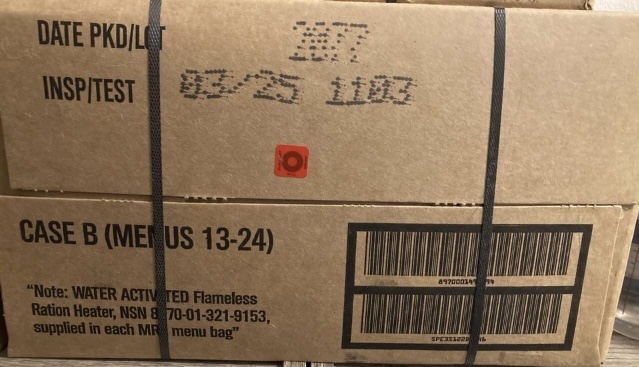 DATE PKD/LOT
INSP/TEST 03/25 1103
CASE B (MENUS 13-24)
"Note: WATER ACTIVATED Flameless
Ration Heater, NSN 8970-01-321-9153,
supplied in each MRE menu bag"